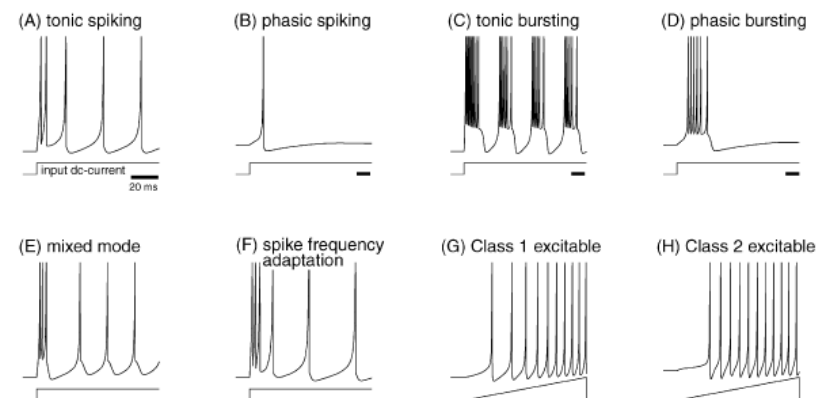 (A) tonic spiking
(B) phasic spiking
(C) tonic bursting
(D) phasic bursting
input dc-current
20 ms
(E) mixed mode
(F) spike frequency
adaptation
(G) Class 1 excitable
(H) Class 2 excitable